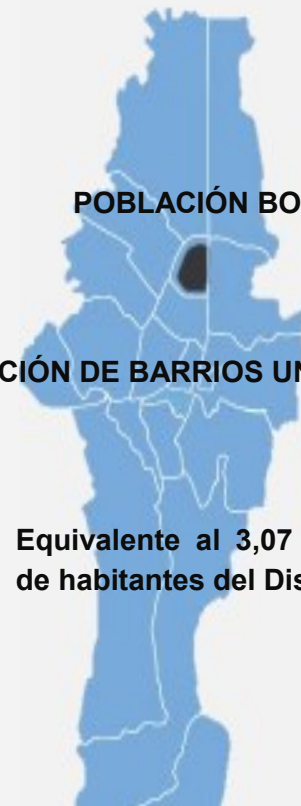 POBLACIÓN BO
CIÓN DE BARRIOS UN
Equivalente al 3,07
de habitantes del Dis